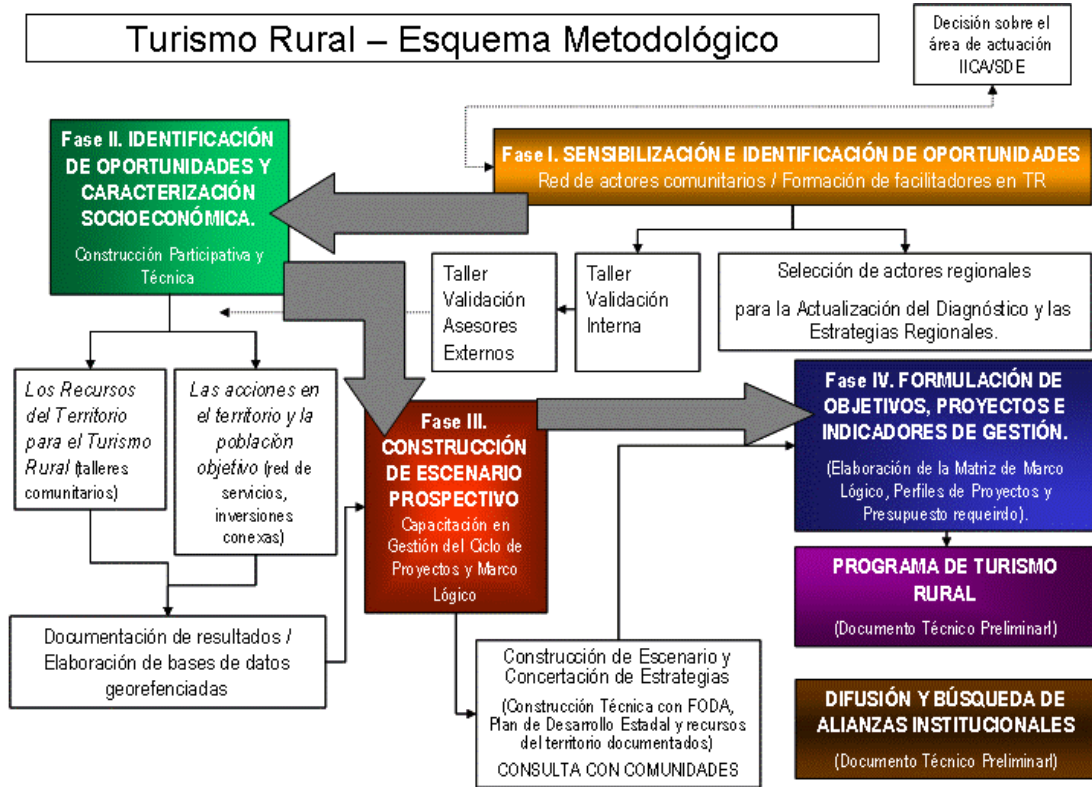 Turismo Rural – Esquema Metodológico
Decisión sobre el
área de actuación
IICA/SDE
Fase II. IDENTIFICACIÓN
DE OPORTUNIDADES Y
CARACTERIZACIÓN
SOCIOECONÓMICA.
Construcción Participativa y
Técnica
Fase I. SENSIBILIZACIÓN E IDENTIFICACIÓN DE OPORTUNIDADES
Red de actores comunitarios / Formación de facilitadores en TR
Taller
Validación
Asesores
Externos
Taller
Validación
Interna
Selección de actores regionales
para la Actualización del Diagnóstico y las
Estrategias Regionales.
Los Recursos
del Territorio
para el Turismo
Rural (talleres
comunitarios)
Las acciones en
el territorio y la
población
objetivo (red de
servicios,
inversiones
conexas)
Fase III.
CONSTRUCCIÓN
DE ESCENARIO
PROSPECTIVO
Capacitación en
Gestión del Ciclo de
Proyectos y Marco
Lógico
Fase IV. FORMULACIÓN DE
OBJETIVOS, PROYECTOS E
INDICADORES DE GESTIÓN.
(Elaboración de la Matriz de Marco
Lógico, Perfiles de Proyectos y
Presupuesto requeirdo).
PROGRAMA DE TURISMO
RURAL
(Documento Técnico Preliminarl)
Documentación de resultados /
Elaboración de bases de datos
georefenciadas
Construcción de Escenario y
Concertación de Estrategias
(Construcción Técnica con FODA,
Plan de Desarrollo Estadal y recursos
del territorio documentados)
CONSULTA CON COMUNIDADES
DIFUSIÓN Y BÚSQUEDA DE
ALIANZAS INSTITUCIONALES
(Documento Técnico Preliminarl)